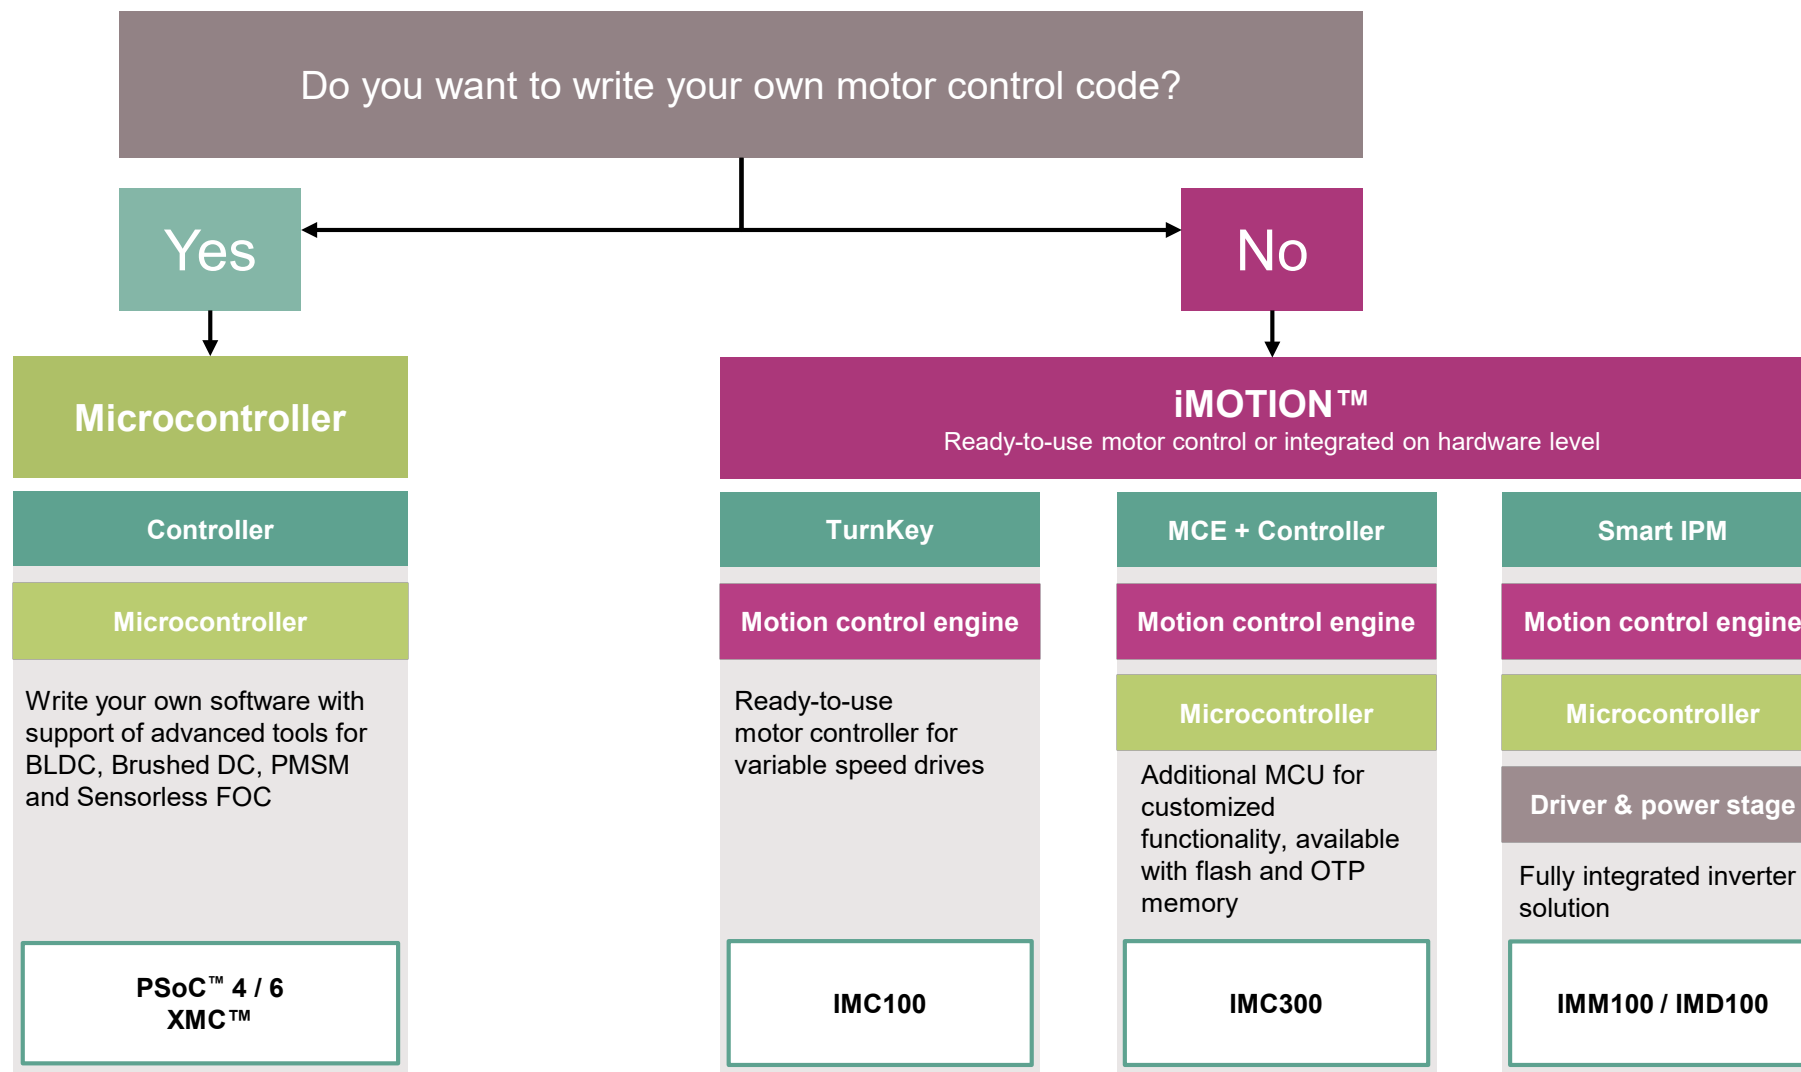 Do you want to write your own motor control code?
Yes
No
Microcontroller
iMOTION™
Ready-to-use motor control or integrated on hardware level
Controller
Microcontroller
Write your own software with
support of advanced tools for
BLDC, Brushed DC, PMSM
and Sensorless FOC
PSoC™ 4 / 6
XMC™
TurnKey
Motion control engine
Ready-to-use
motor controller for
variable speed drives
IMC100
MCE + Controller
Motion control engine
Microcontroller
Additional MCU for
customized
functionality, available
with flash and OTP
memory
IMC300
Smart IPM
Motion control engine
Microcontroller
Driver & power stage
Fully integrated inverter
solution
IMM100 / IMD100